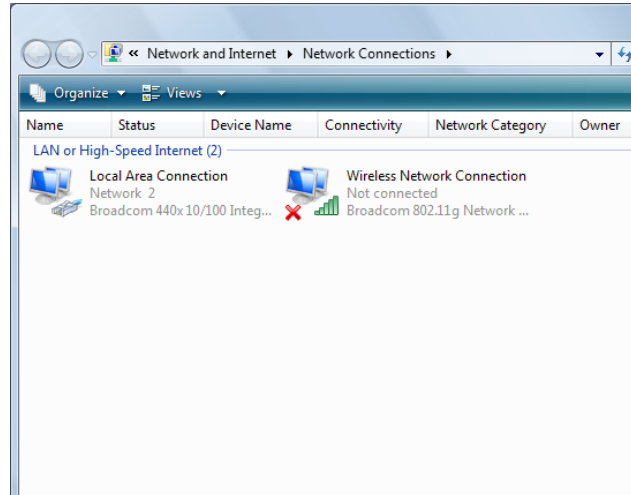 « Network and Internet Network Connections
Organize Views
Name Status Device Name Connectivity Network Category Owner
LAN or High-Speed Internet (2)
Local Area Connection
Network 2
Broadcom 440x 10/100 Integ...
Wireless Network Connection
Not connected
Broadcom 802.11g Network ...